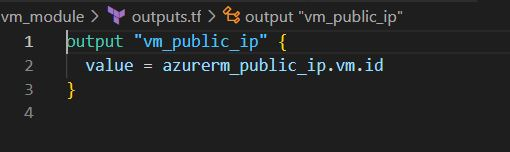 vm_module > outputs.tf > output "vm_public_ip"
1 output "vm_public_ip" {
2   value = azurerm_public_ip.vm.id
3 }
4